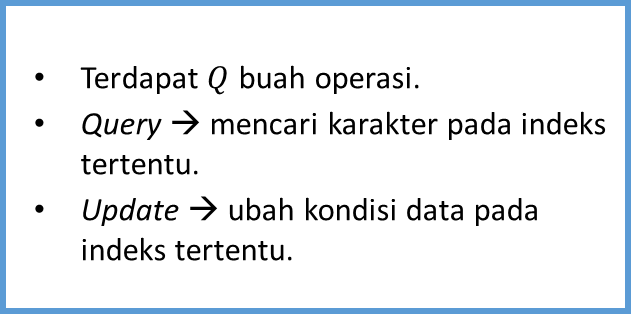 • Terdapat Q buah operasi.
• Query → mencari karakter pada indeks
tertentu.
• Update → ubah kondisi data pada
indeks tertentu.